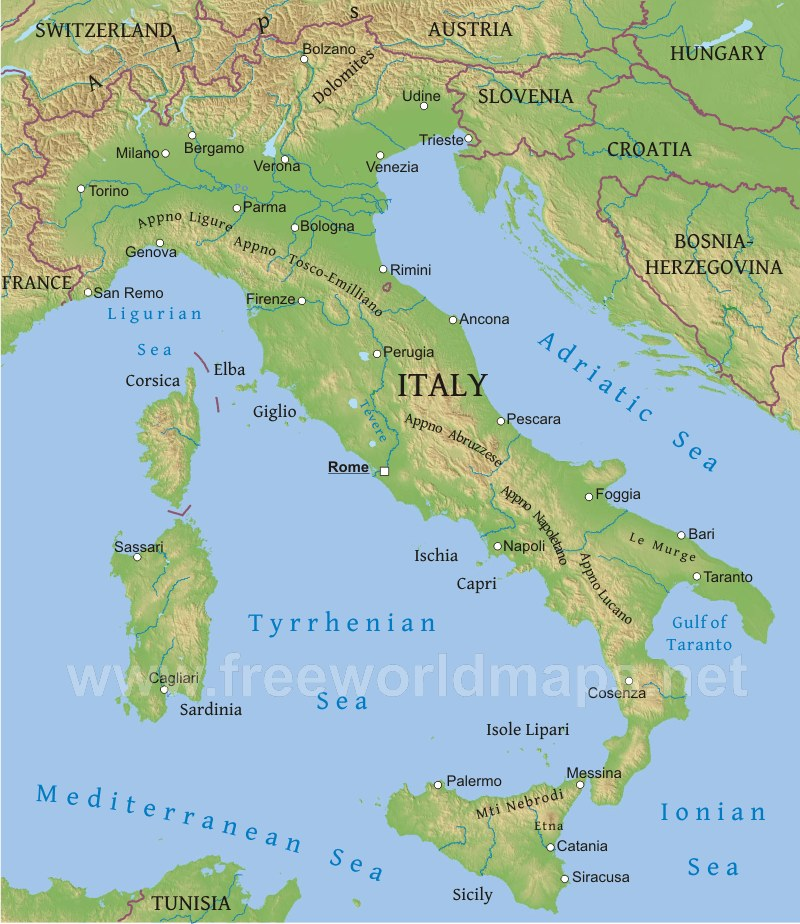 SWITZERLAND
A l p s
AUSTRIA
HUNGARY
Bolzano
Dolomites
Udine
SLOVENIA
Trieste
CROATIA
Milano
Bergamo
Verona
Venezia
Torino
Po
Parma
Appno Ligure
Bologna
Genova
Appno Tosco-Emilliano
BOSNIA-
HERZEGOVINA
FRANCE
San Remo
Rimini
Firenze
Ligurian
Sea
Ancona
Adriatic Sea
Perugia
Elba
Corsica
ITALY
Giglio
Tevere
Appno Abruzzese
Pescara
Rome
Foggia
Appno Napoletano
Bari
Le Murge
Sassari
Napoli
Ischia
Capri
Appno Lucano
Taranto
Gulf of
Taranto
Tyrrhenian
Sea
www.freeworldmaps.net
Cagliari
Sardinia
Cosenza
Isole Lipari
Messina
Palermo
Mti Nebrodi
Etna
Catania
Siracusa
Sicily
Ionian
Sea
Mediterranean Sea
TUNISIA